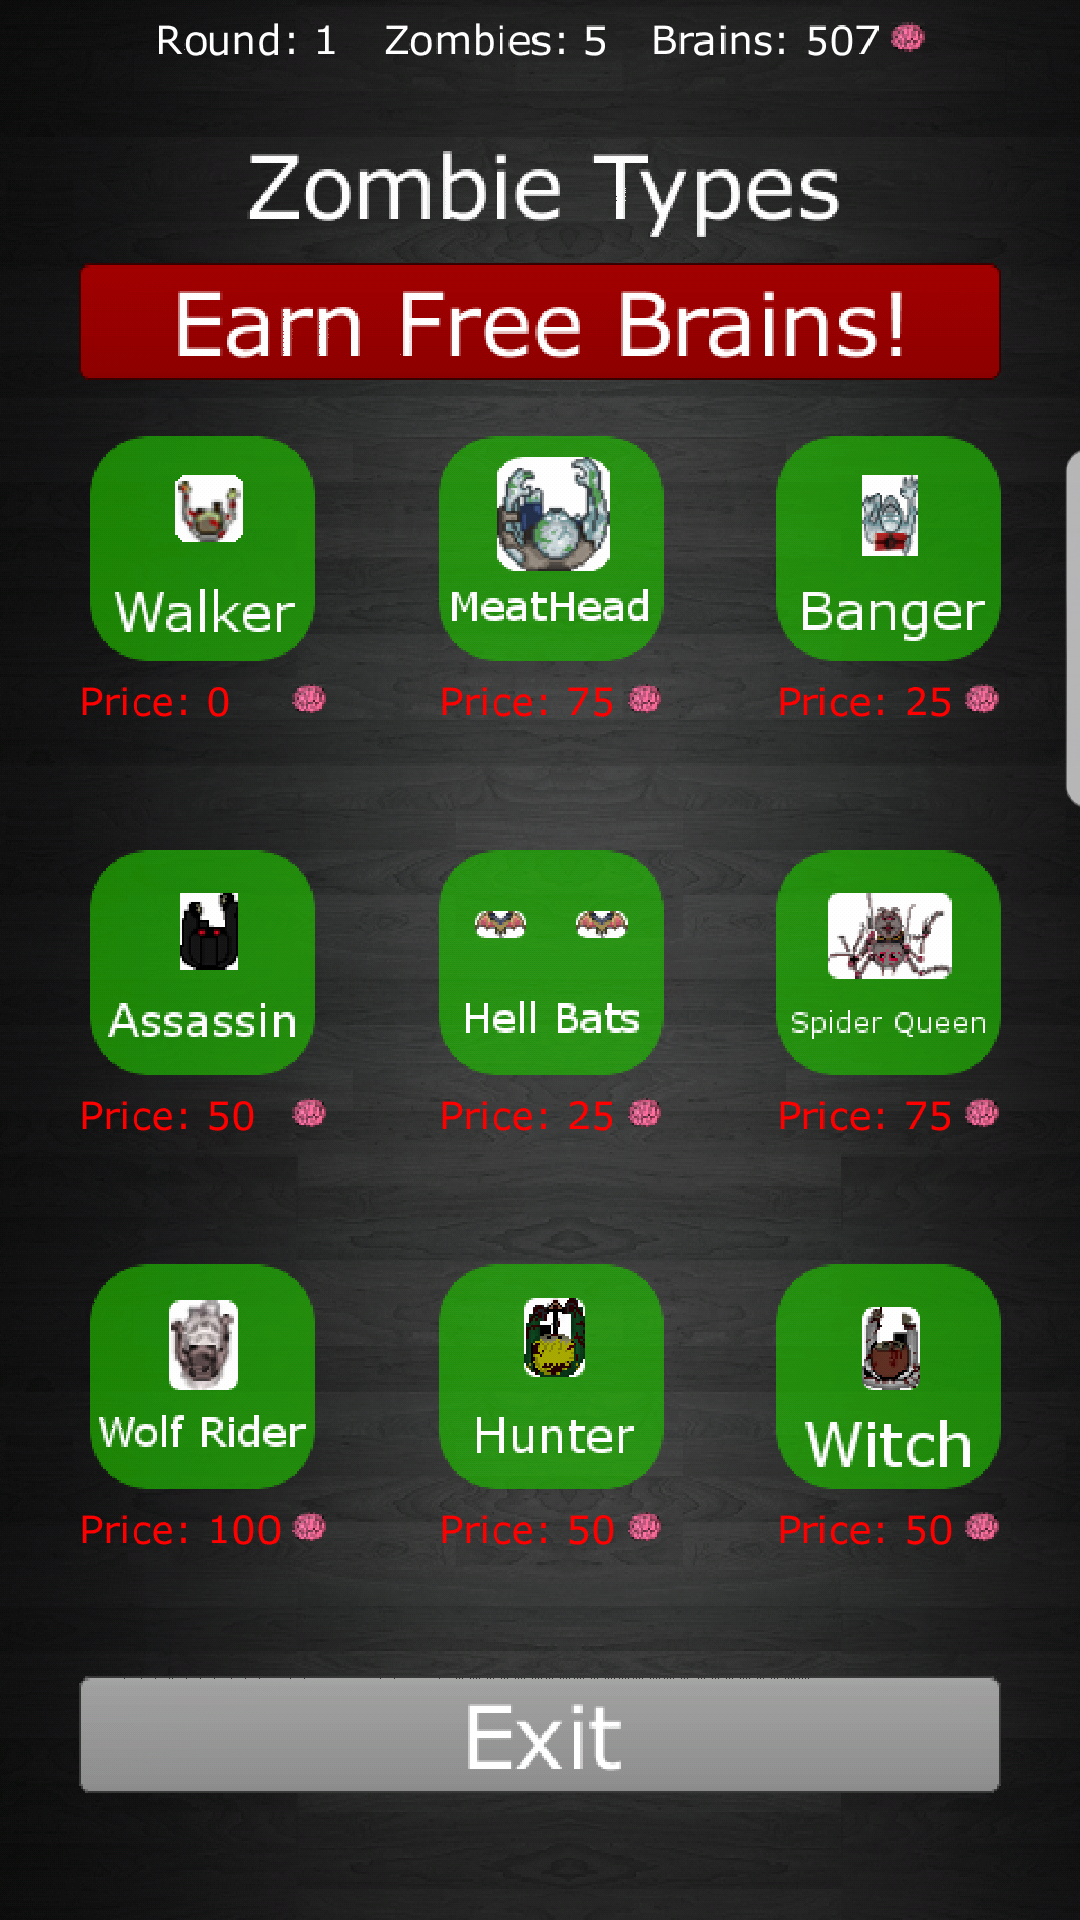 Round: 1 Zombies: 5 Brains: 507
Zombie Types
Earn Free Brains!
Walker MeatHead Banger
Price: 0 Price: 75 Price: 25
Assassin Hell Bats Spider Queen
Price: 50 Price: 25 Price: 75
Wolf Rider Hunter Witch
Price: 100 Price: 50 Price: 50
Exit